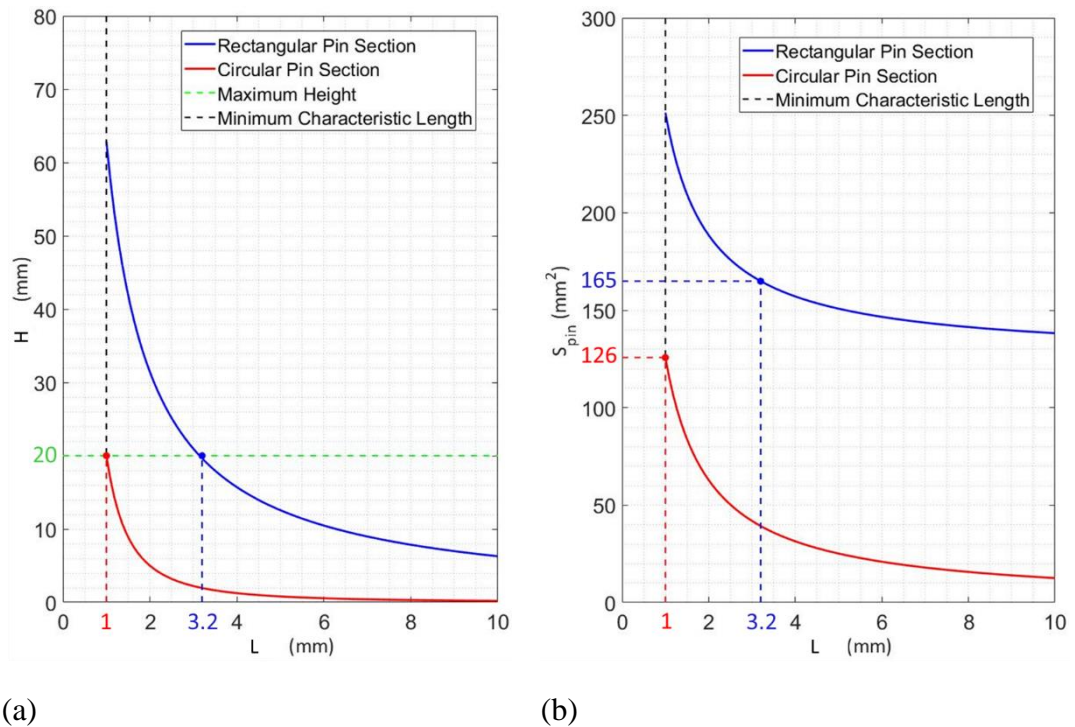 80
70
60
50
40
30
20
10
0
H (mm)
Rectangular Pin Section
Circular Pin Section
Maximum Height
Minimum Characteristic Length
0
1
2
3.2
4
6
8
10
L (mm)
300
250
200
165
150
126
100
50
0
S_pin (mm²)
Rectangular Pin Section
Circular Pin Section
Minimum Characteristic Length
0
1
2
3.2
4
6
8
10
L (mm)
(a) (b)